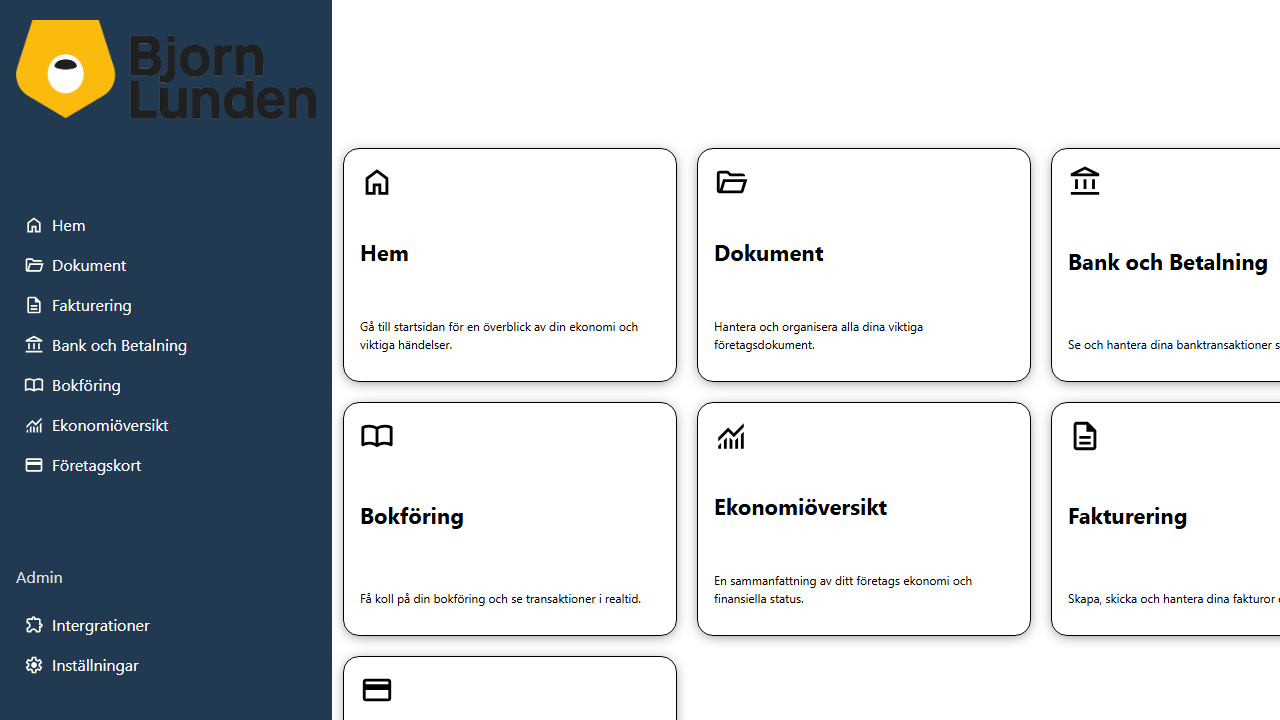 Bjorn
Lunden
Hem
Dokument
Fakturering
Bank och Betalning
Bokföring
Ekonomiöversikt
Företagskort
Admin
Intergrationer
Inställningar
Hem
Gå till startsidan för en överblick av din ekonomi och
viktiga händelser.
Dokument
Hantera och organisera alla dina viktiga
företagsdokument.
Bank och Betalning
Se och hantera dina banktransaktioner
Bokföring
Få koll på din bokföring och se transaktioner i realtid.
Ekonomiöversikt
En sammanfattning av ditt företags ekonomi och
finansiella status.
Fakturering
Skapa, skicka och hantera dina fakturor